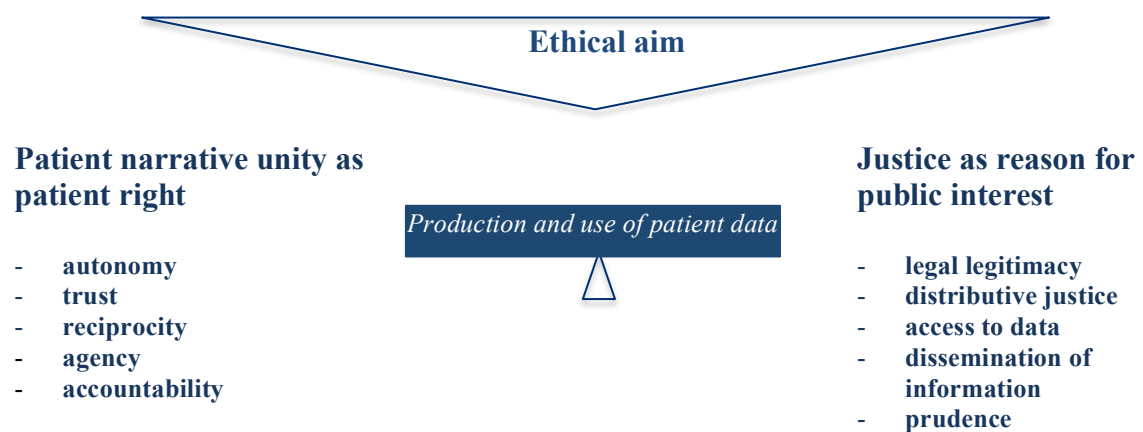 Ethical aim
Patient narrative unity as
patient right
- autonomy
- trust
- reciprocity
- agency
- accountability
Production and use of patient data
Justice as reason for
public interest
- legal legitimacy
- distributive justice
- access to data
- dissemination of
information
- prudence